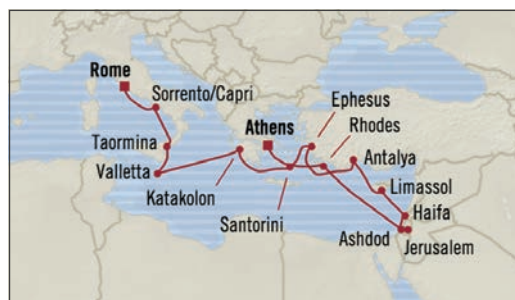 Rome
Sorrento/Capri
Ephesus
Athens
Rhodes
Taormina
Antalya
Valletta
Limassol
Katakolon
Haifa
Santorini
Ashdod
Jerusalem